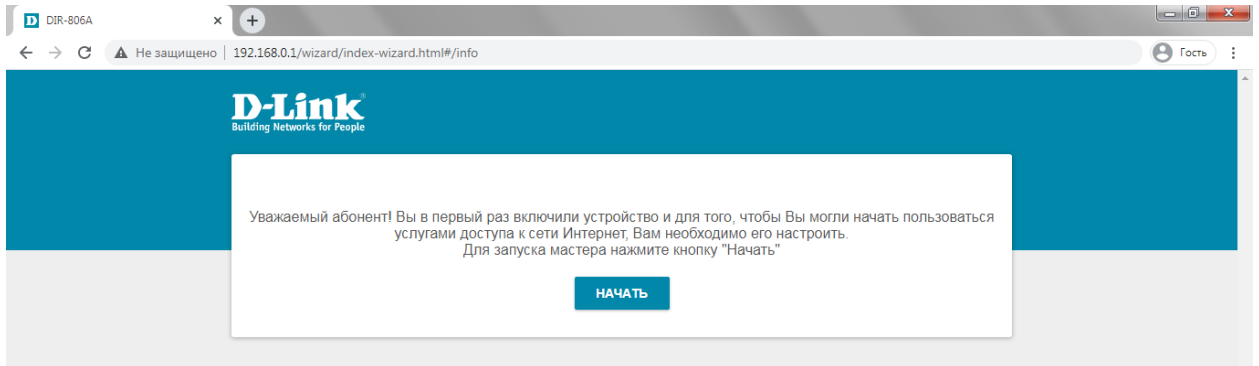 DIR-806A
Не защищено
192.168.0.1/wizard/index-wizard.html#/info
Гость
D-Link®
Building Networks for People
Уважаемый абонент! Вы в первый раз включили устройство и для того, чтобы Вы могли начать пользоваться
услугами доступа к сети Интернет, Вам необходимо его настроить.
Для запуска мастера нажмите кнопку "Начать"
НАЧАТЬ